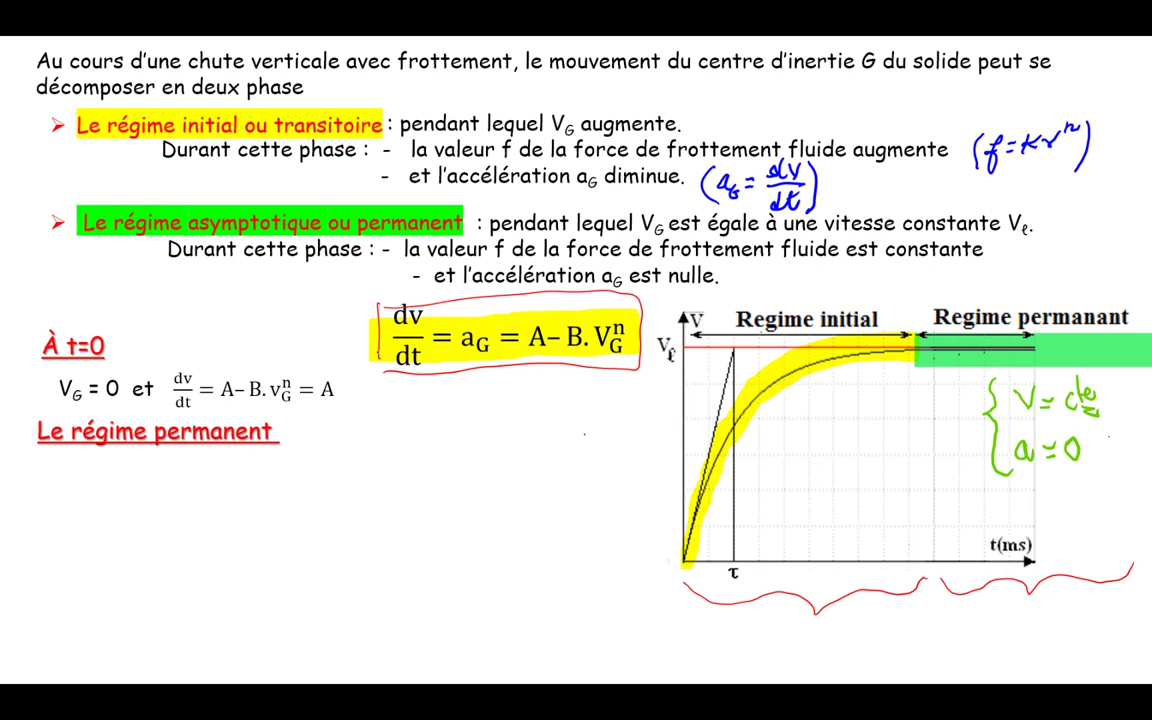 Au cours d'une chute verticale avec frottement, le mouvement du centre d'inertie G du solide peut se
décomposer en deux phase
➢ Le régime initial ou transitoire : pendant lequel V_G augmente.
Durant cette phase : - la valeur f de la force de frottement fluide augmente (f = k v^n)
- et l'accélération a_G diminue. (a_G = dv/dt)
➢ Le régime asymptotique ou permanent : pendant lequel V_G est égale à une vitesse constante V_ℓ.
Durant cette phase : - la valeur f de la force de frottement fluide est constante
- et l'accélération a_G est nulle.
dv/dt = a_G = A– B. V_G^n
À t=0
V_G = 0 et dv/dt = A– B. v_G^n = A
Le régime permanent
V Regime initial Regime permanant
V_ℓ
V = cte
a = 0
t(ms)
τ